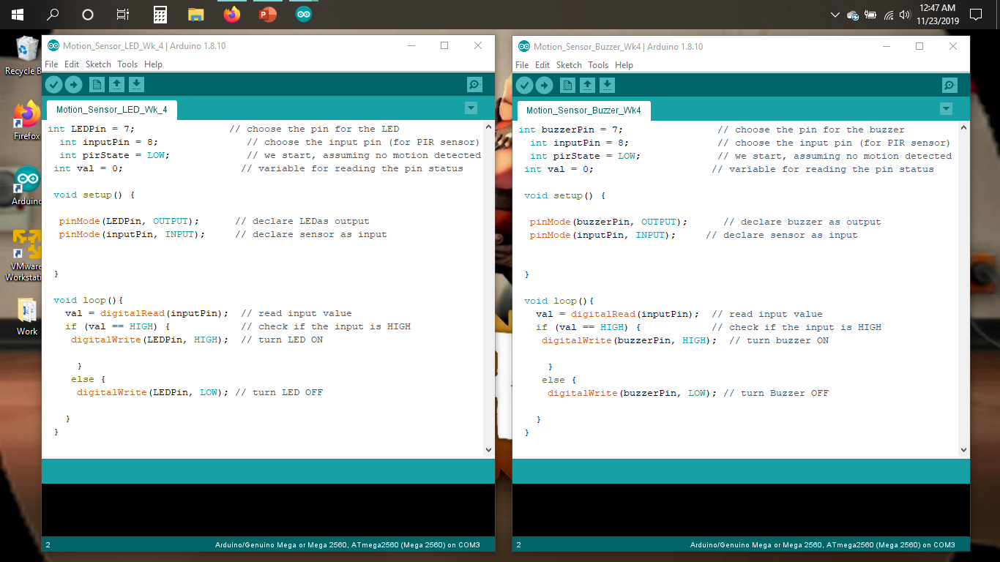 12:47 AM
11/23/2019
Recycle B
Firefox
Arduino
VMware
Workstati
Work
Motion_Sensor_LED_Wk_4 | Arduino 1.8.10
File Edit Sketch Tools Help
Motion_Sensor_LED_Wk_4
int LEDPin = 7; // choose the pin for the LED
int inputPin = 8; // choose the input pin (for PIR sensor)
int pirState = LOW; // we start, assuming no motion detected
int val = 0; // variable for reading the pin status
void setup() {
pinMode(LEDPin, OUTPUT); // declare LEDas output
pinMode(inputPin, INPUT); // declare sensor as input
}
void loop(){
val = digitalRead(inputPin); // read input value
if (val == HIGH) { // check if the input is HIGH
digitalWrite(LEDPin, HIGH); // turn LED ON
}
else {
digitalWrite(LEDPin, LOW); // turn LED OFF
}
}
2 Arduino/Genuino Mega or Mega 2560, ATmega2560 (Mega 2560) on COM3
Motion_Sensor_Buzzer_Wk4 | Arduino 1.8.10
File Edit Sketch Tools Help
Motion_Sensor_Buzzer_Wk4
int buzzerPin = 7; // choose the pin for the buzzer
int inputPin = 8; // choose the input pin (for PIR sensor)
int pirState = LOW; // we start, assuming no motion detected
int val = 0; // variable for reading the pin status
void setup() {
pinMode(buzzerPin, OUTPUT); // declare buzzer as output
pinMode(inputPin, INPUT); // declare sensor as input
}
void loop(){
val = digitalRead(inputPin); // read input value
if (val == HIGH) { // check if the input is HIGH
digitalWrite(buzzerPin, HIGH); // turn buzzer ON
}
else {
digitalWrite(buzzerPin, LOW); // turn Buzzer OFF
}
}
2 Arduino/Genuino Mega or Mega 2560, ATmega2560 (Mega 2560) on COM3